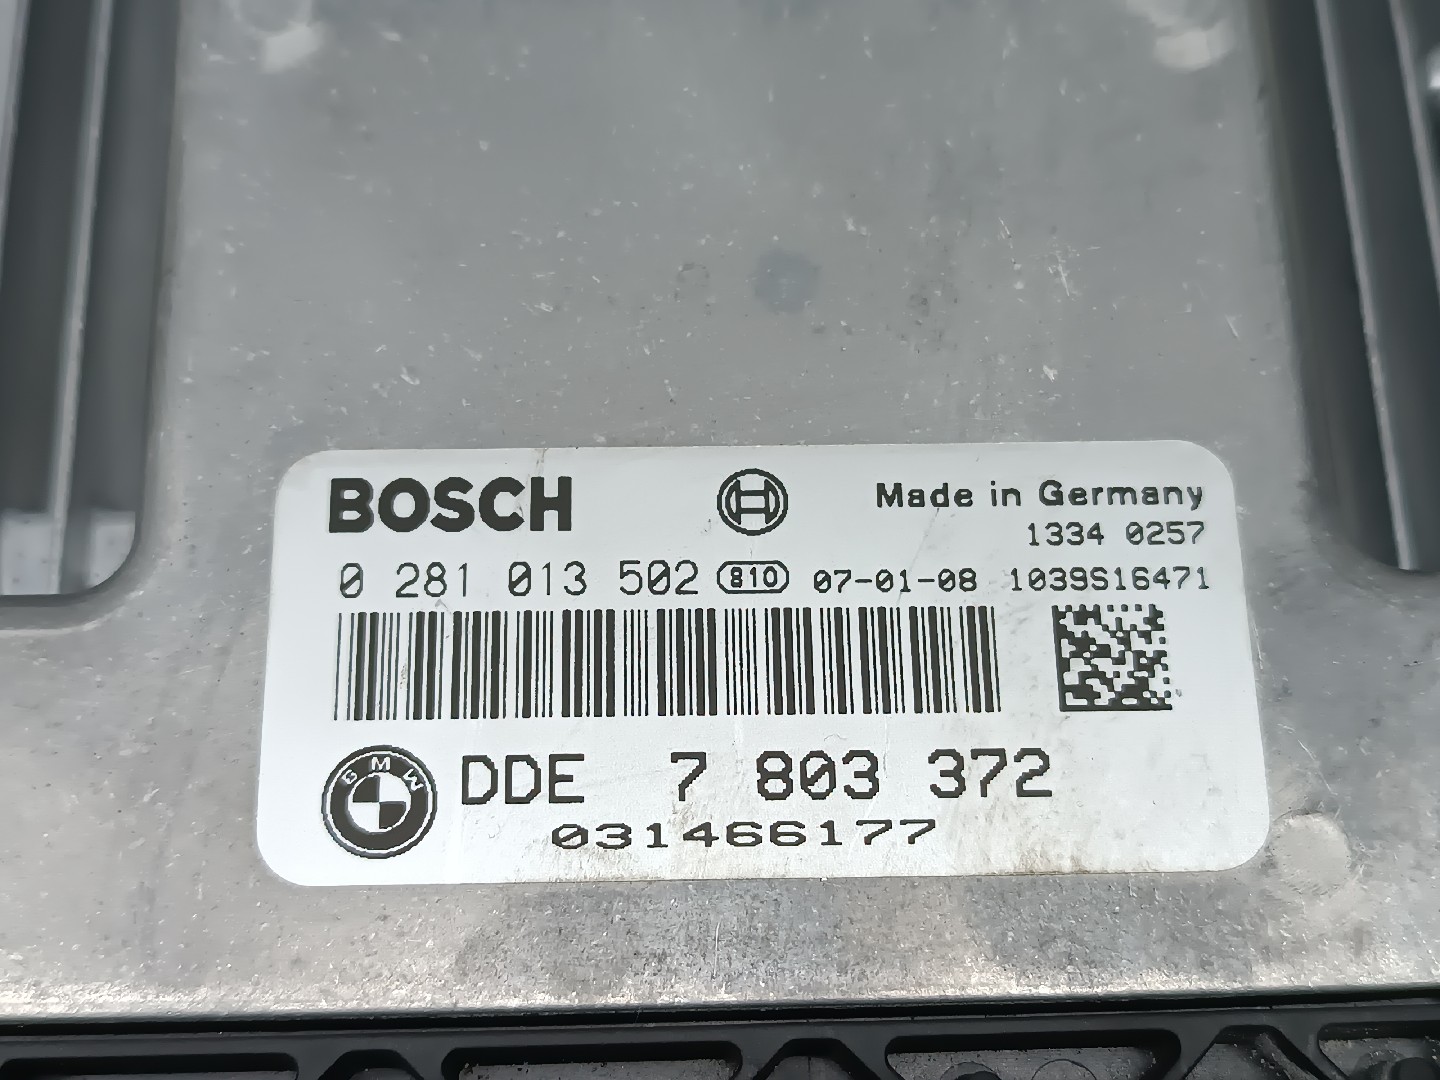 BOSCH
Made in Germany
1334 0257
0 281 013 502 810 07-01-08 1039S16471
BMW
DDE 7 803 372
031466177